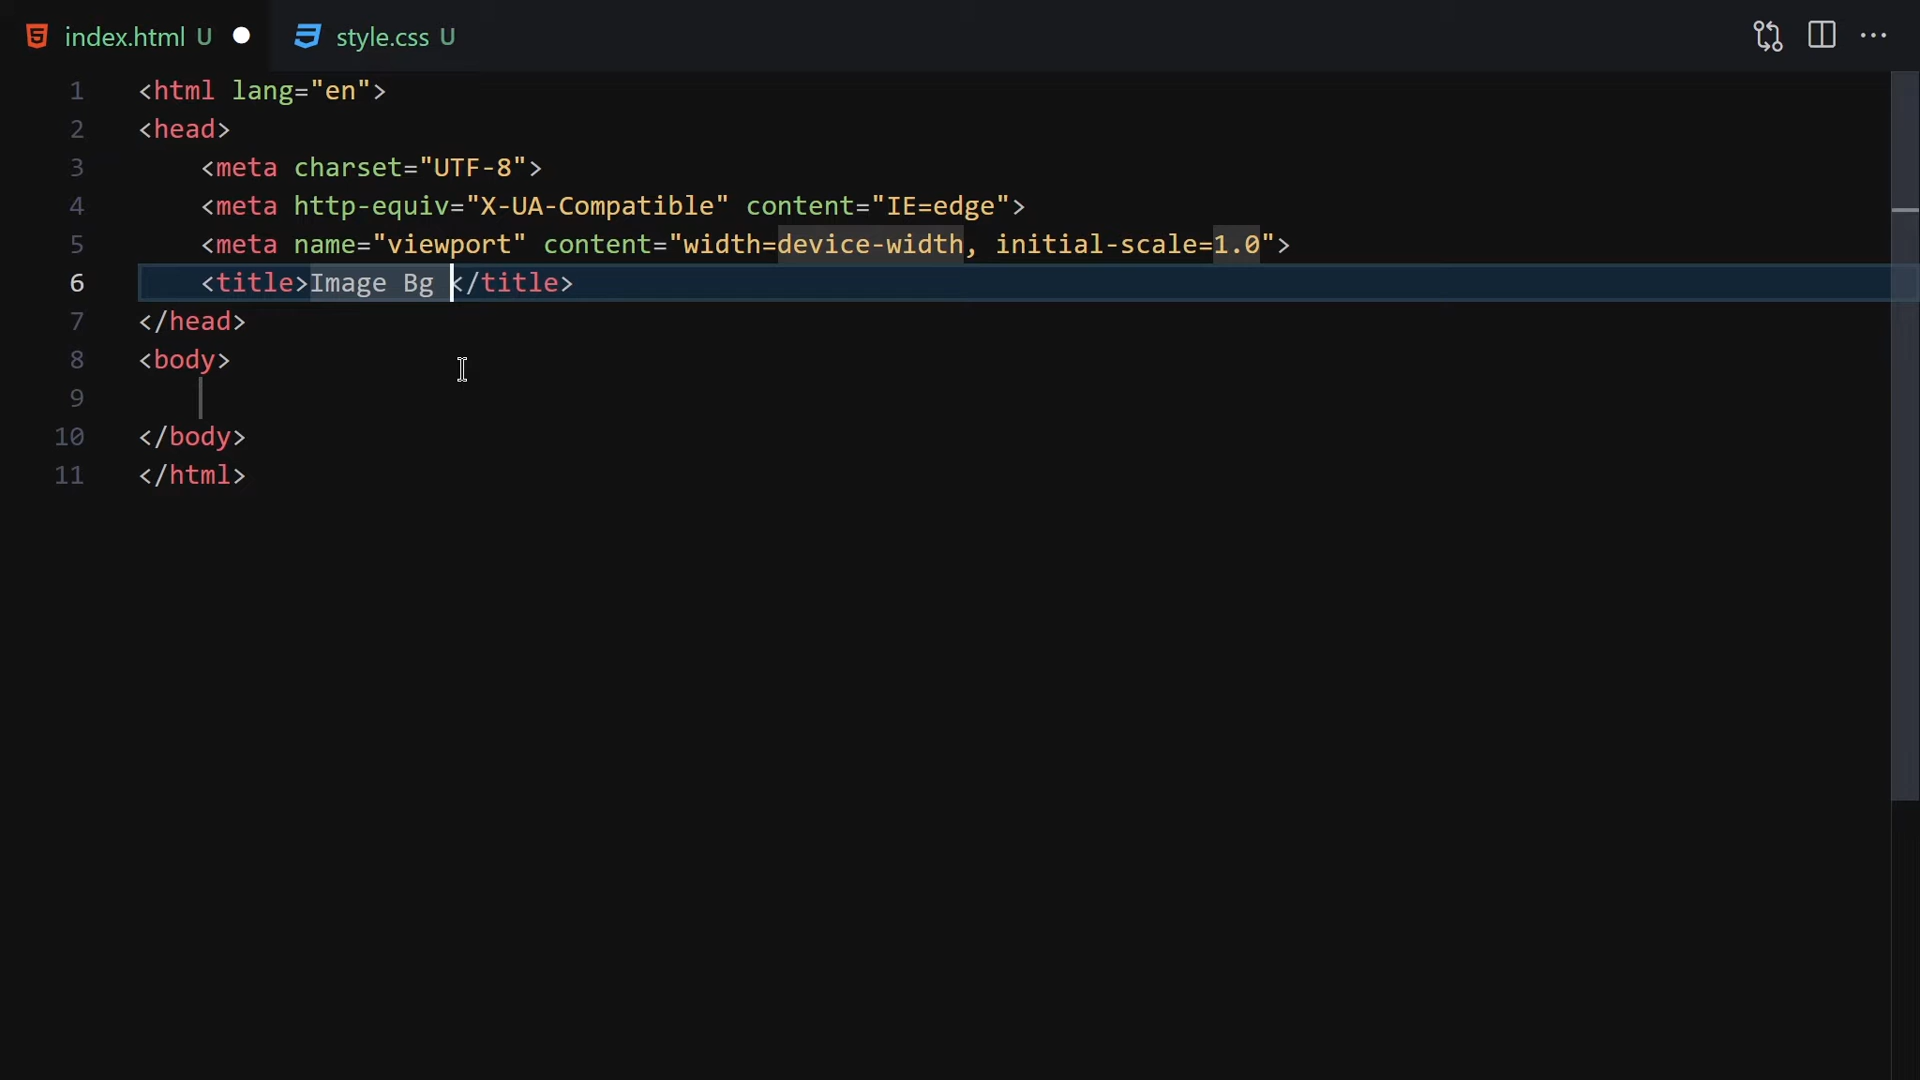 index.html U style.css U
1 <html lang="en">
2 <head>
3     <meta charset="UTF-8">
4     <meta http-equiv="X-UA-Compatible" content="IE=edge">
5     <meta name="viewport" content="width=device-width, initial-scale=1.0">
6     <title>Image Bg </title>
7 </head>
8 <body>
9
10 </body>
11 </html>